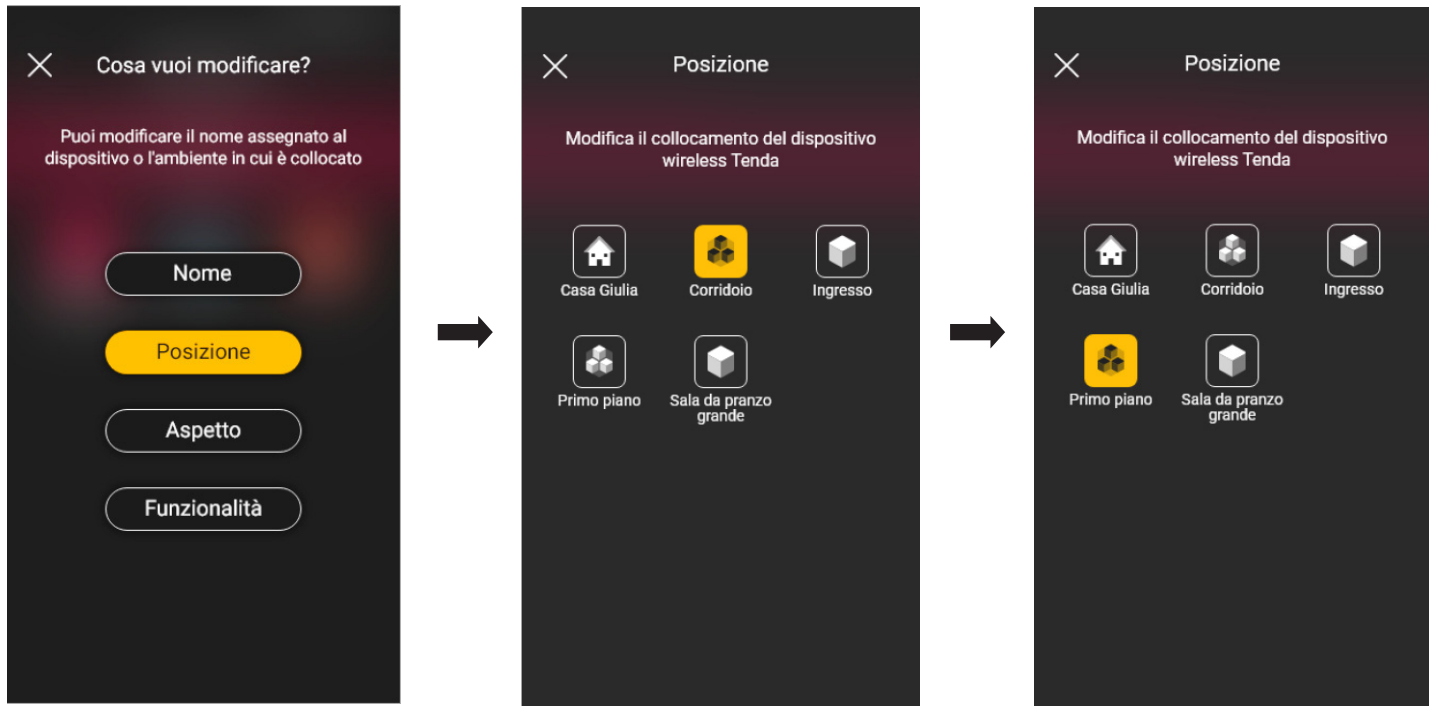 Cosa vuoi modificare?
Puoi modificare il nome assegnato al
dispositivo o l'ambiente in cui è collocato
Nome
Posizione
Aspetto
Funzionalità
Posizione
Modifica il collocamento del dispositivo
wireless Tenda
Casa Giulia
Corridoio
Ingresso
Primo piano
Sala da pranzo
grande
Posizione
Modifica il collocamento del dispositivo
wireless Tenda
Casa Giulia
Corridoio
Ingresso
Primo piano
Sala da pranzo
grande